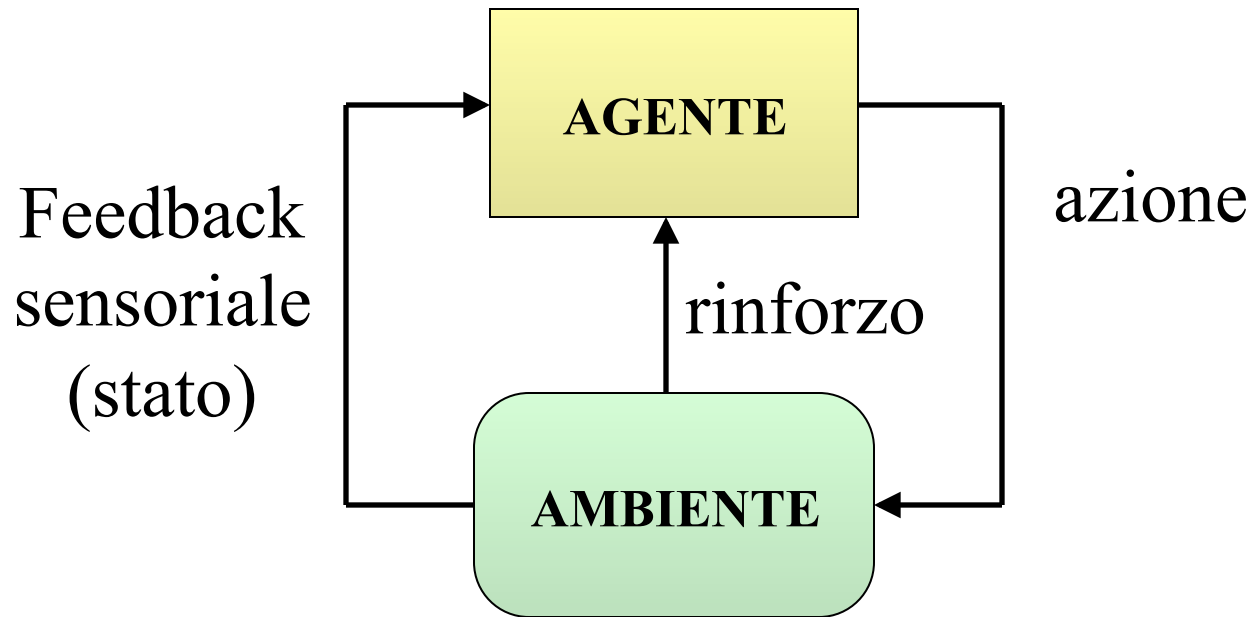 AGENTE
Feedback
sensoriale
(stato)
azione
rinforzo
AMBIENTE